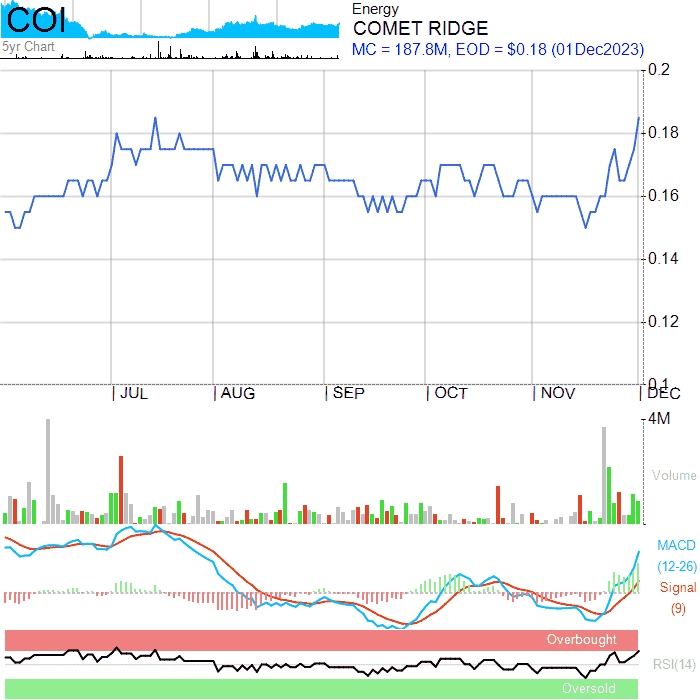 COI
Energy
COMET RIDGE
5yr Chart
MC = 187.8M, EOD = $0.18 (01Dec2023)
0.2
0.18
0.16
0.14
0.12
0.1
JUL AUG SEP OCT NOV DEC
4M
Volume
MACD
(12-26)
Signal
(9)
Overbought
RSI(14)
Oversold